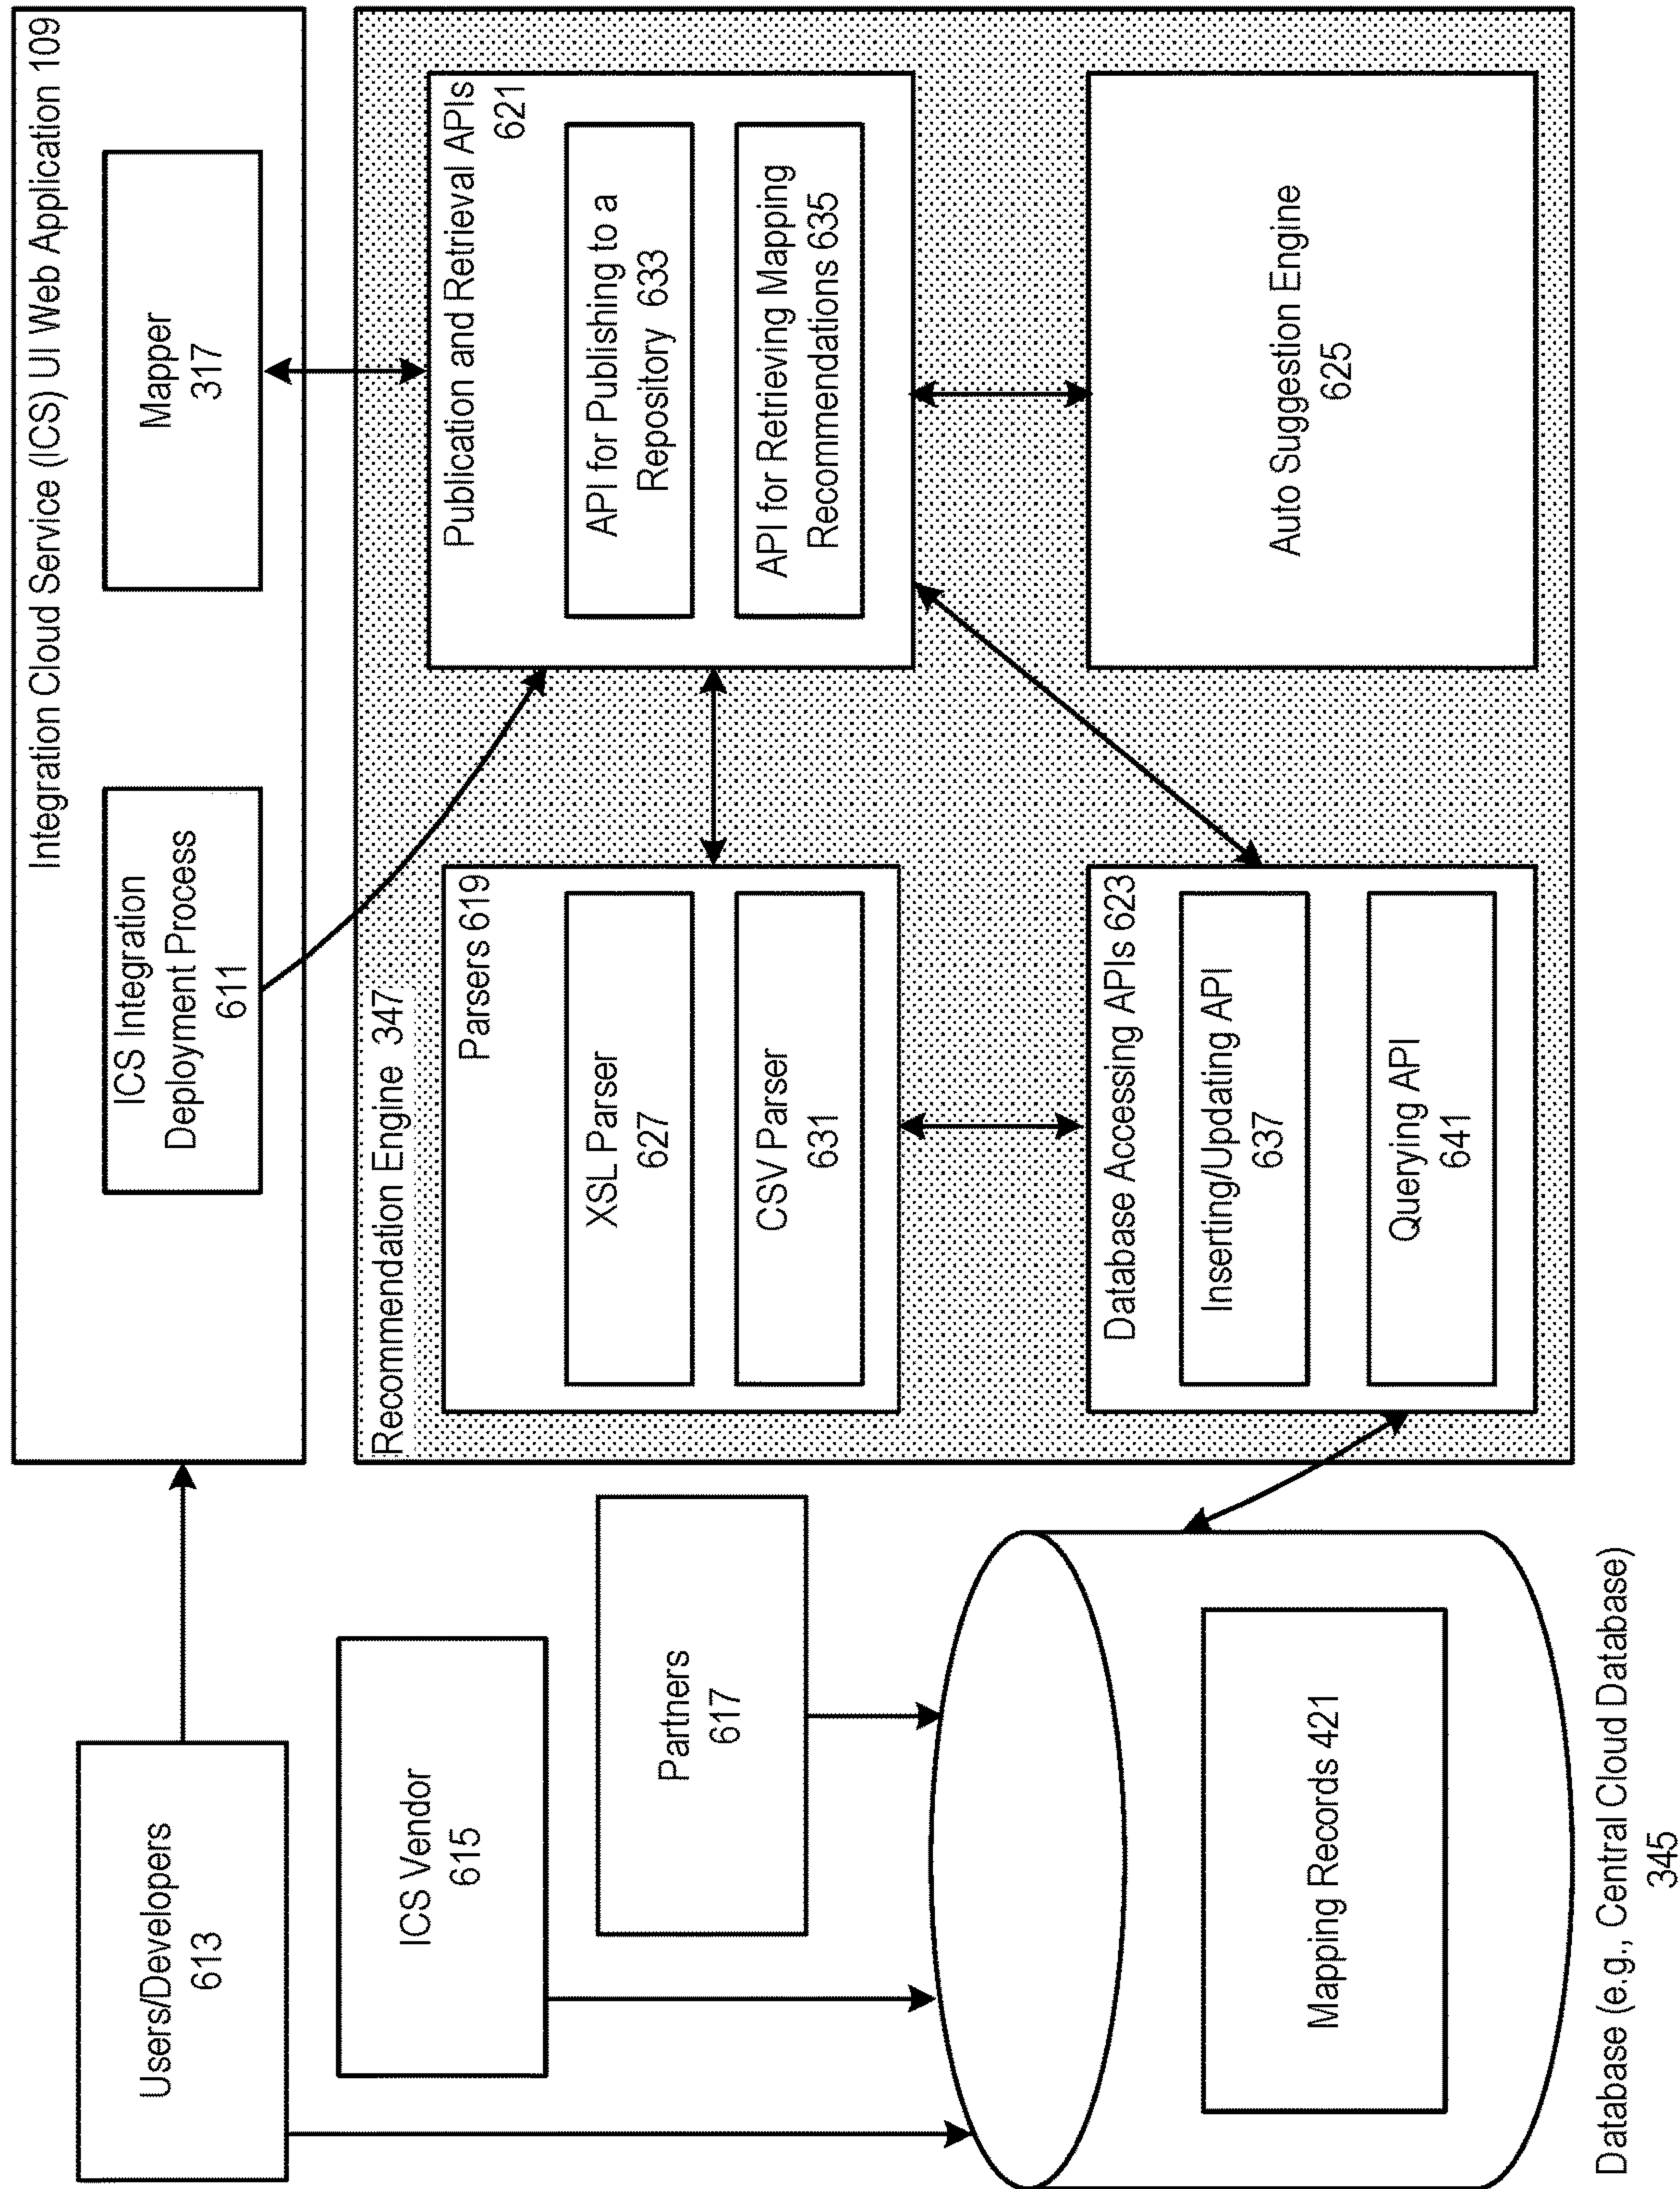 Users/Developers
613
ICS Vendor
615
Partners
617
Mapping Records 421
Database (e.g., Central Cloud Database)
345
Integration Cloud Service (ICS) UI Web Application 109
ICS Integration
Deployment Process
611
Mapper
317
Recommendation Engine 347
Parsers 619
XSL Parser
627
CSV Parser
631
Publication and Retrieval APIs
621
API for Publishing to a
Repository 633
API for Retrieving Mapping
Recommendations 635
Database Accessing APIs 623
Inserting/Updating API
637
Querying API
641
Auto Suggestion Engine
625